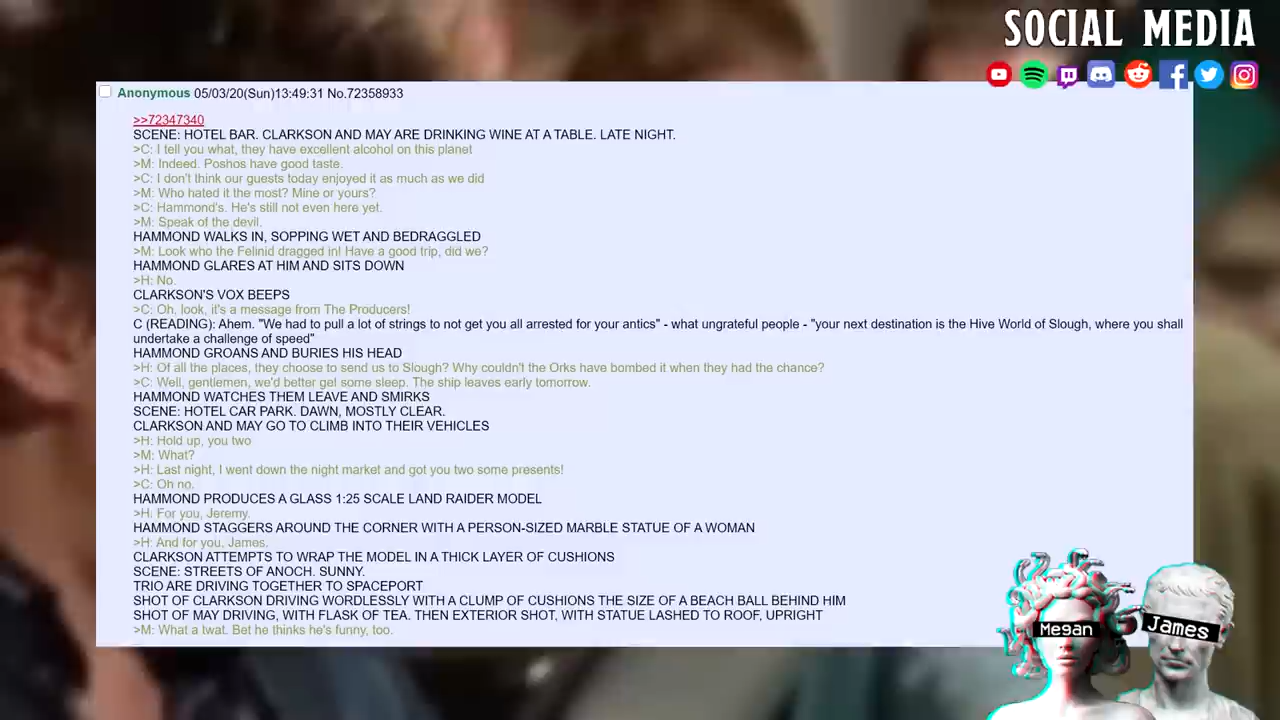 SOCIAL MEDIA
Anonymous 05/03/20(Sun)13:49:31 No.72358933
>>72347340
SCENE: HOTEL BAR. CLARKSON AND MAY ARE DRINKING WINE AT A TABLE. LATE NIGHT.
>C: I tell you what, they have excellent alcohol on this planet
>M: Indeed. Poshos have good taste.
>C: I don't think our guests today enjoyed it as much as we did
>M: Who hated it the most? Mine or yours?
>C: Hammond's. He's still not even here yet.
>M: Speak of the devil.
HAMMOND WALKS IN, SOPPING WET AND BEDRAGGLED
>M: Look who the Felinid dragged in! Have a good trip, did we?
HAMMOND GLARES AT HIM AND SITS DOWN
>H: No.
CLARKSON'S VOX BEEPS
>C: Oh, look, it's a message from The Producers!
C (READING): Ahem. "We had to pull a lot of strings to not get you all arrested for your antics" - what ungrateful people - "your next destination is the Hive World of Slough, where you shall
undertake a challenge of speed"
HAMMOND GROANS AND BURIES HIS HEAD
>H: Of all the places, they choose to send us to Slough? Why couldn't the Orks have bombed it when they had the chance?
>C: Well, gentlemen, we'd better get some sleep. The ship leaves early tomorrow.
HAMMOND WATCHES THEM LEAVE AND SMIRKS
SCENE: HOTEL CAR PARK. DAWN, MOSTLY CLEAR.
CLARKSON AND MAY GO TO CLIMB INTO THEIR VEHICLES
>H: Hold up, you two
>M: What?
>H: Last night, I went down the night market and got you two some presents!
>C: Oh no.
HAMMOND PRODUCES A GLASS 1:25 SCALE LAND RAIDER MODEL
>H: For you, Jeremy.
HAMMOND STAGGERS AROUND THE CORNER WITH A PERSON-SIZED MARBLE STATUE OF A WOMAN
>H: And for you, James.
CLARKSON ATTEMPTS TO WRAP THE MODEL IN A THICK LAYER OF CUSHIONS
SCENE: STREETS OF ANOCH. SUNNY.
TRIO ARE DRIVING TOGETHER TO SPACEPORT
SHOT OF CLARKSON DRIVING WORDLESSLY WITH A CLUMP OF CUSHIONS THE SIZE OF A BEACH BALL BEHIND HIM
SHOT OF MAY DRIVING, WITH FLASK OF TEA. THEN EXTERIOR SHOT, WITH STATUE LASHED TO ROOF, UPRIGHT
>M: What a twat. Bet he thinks he's funny, too.
Megan
James